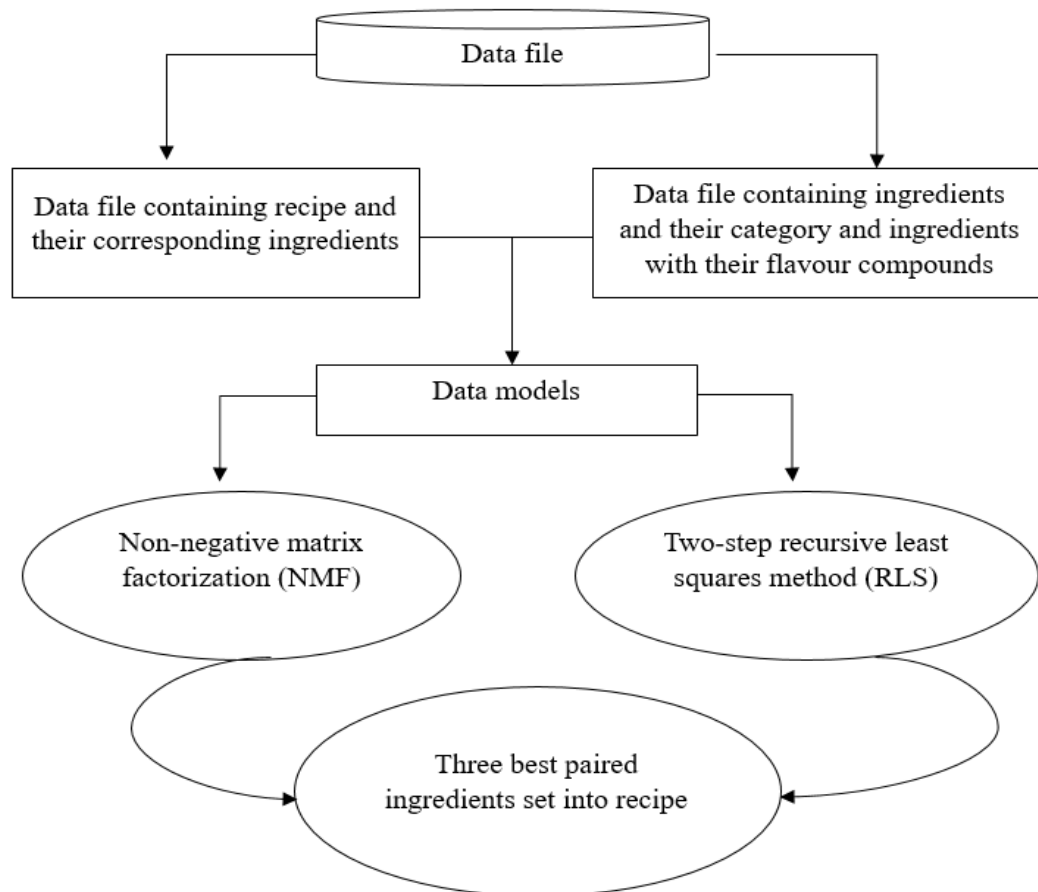 Data file
Data file containing recipe and
their corresponding ingredients
Data file containing ingredients
and their category and ingredients
with their flavour compounds
Data models
Non-negative matrix
factorization (NMF)
Two-step recursive least
squares method (RLS)
Three best paired
ingredients set into recipe